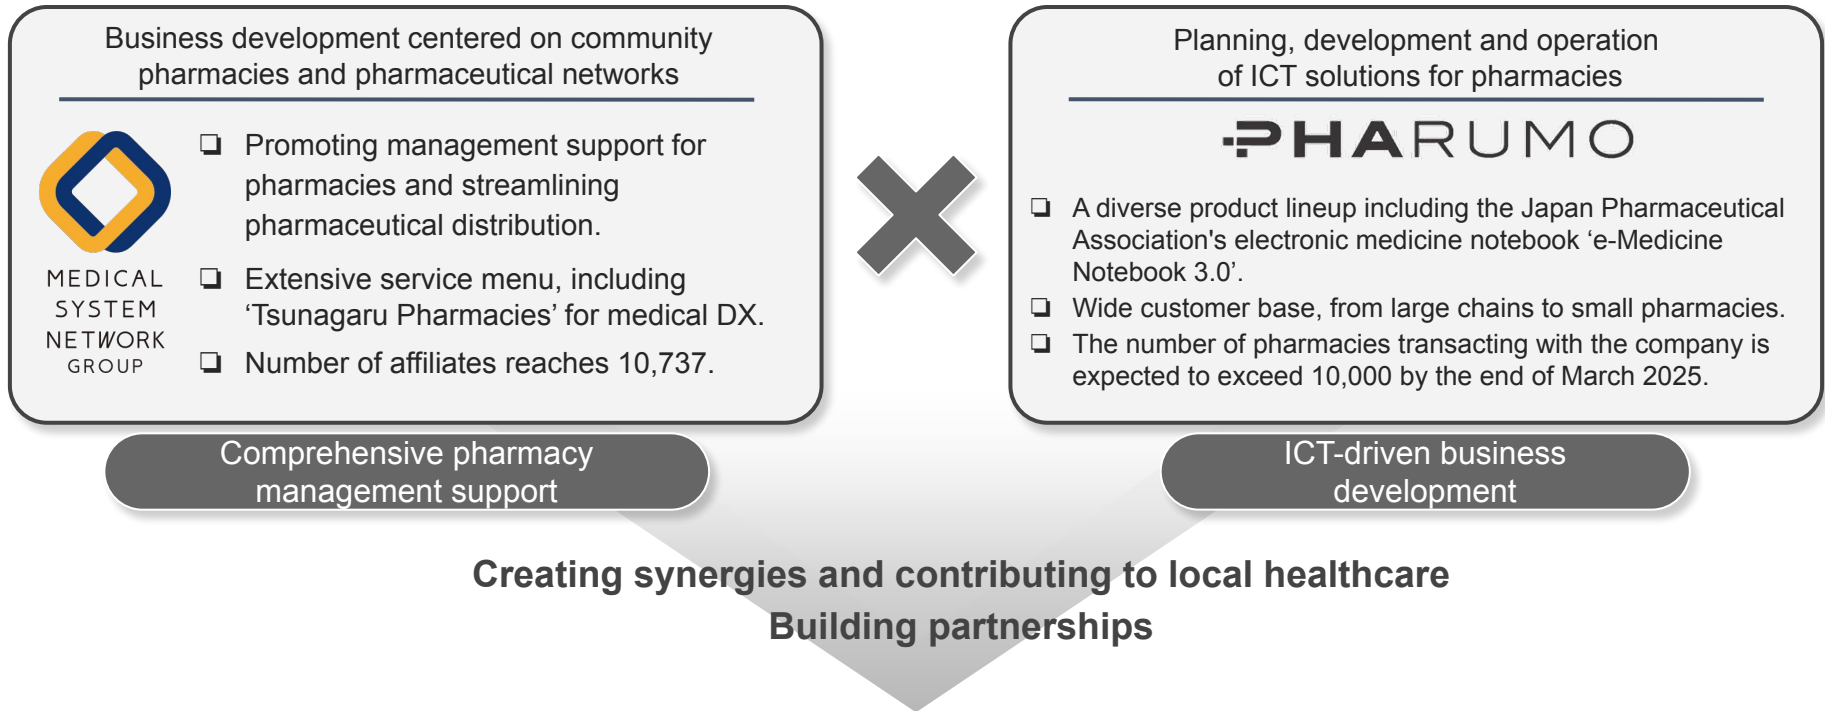 Business development centered on community
pharmacies and pharmaceutical networks
MEDICAL
SYSTEM
NETWORK
GROUP
❏ Promoting management support for
pharmacies and streamlining
pharmaceutical distribution.
❏ Extensive service menu, including
‘Tsunagaru Pharmacies’ for medical DX.
❏ Number of affiliates reaches 10,737.
Comprehensive pharmacy
management support
Planning, development and operation
of ICT solutions for pharmacies
PHARUMO
❏ A diverse product lineup including the Japan Pharmaceutical
Association's electronic medicine notebook ‘e-Medicine
Notebook 3.0’.
❏ Wide customer base, from large chains to small pharmacies.
❏ The number of pharmacies transacting with the company is
expected to exceed 10,000 by the end of March 2025.
ICT-driven business
development
Creating synergies and contributing to local healthcare
Building partnerships